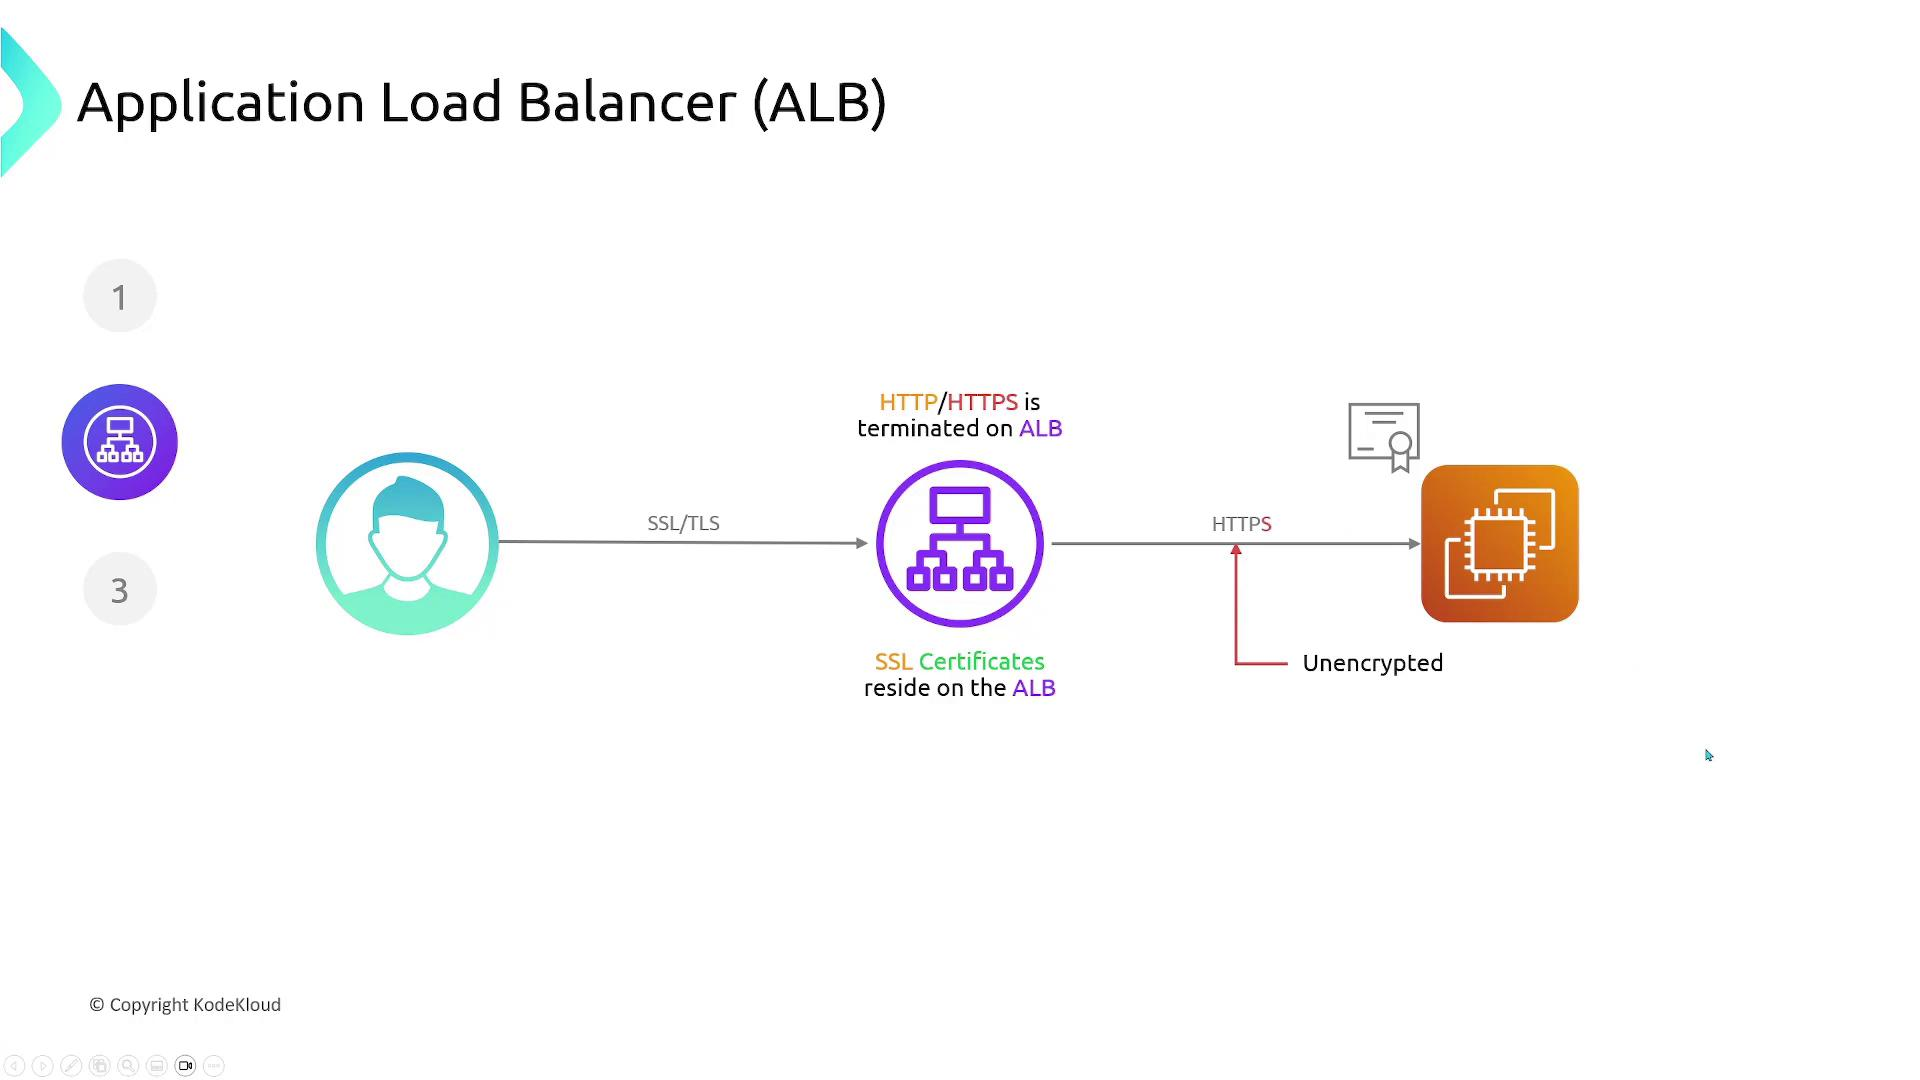 Application Load Balancer (ALB)
1
3
SSL/TLS
HTTP/HTTPS is
terminated on ALB
SSL Certificates
reside on the ALB
HTTPS
Unencrypted
© Copyright KodeKloud